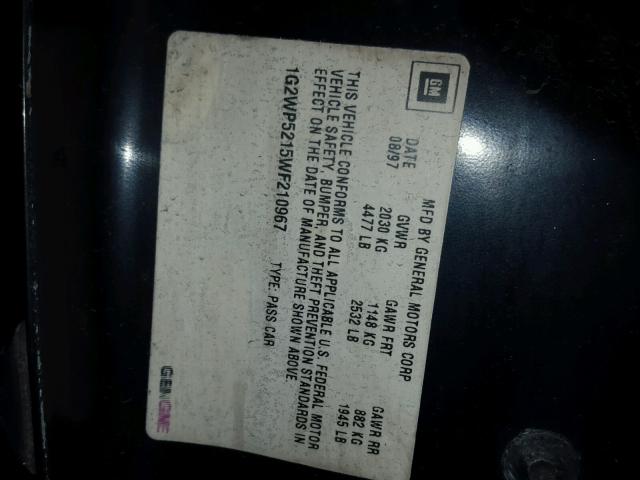 GM
MFD BY GENERAL MOTORS CORP
DATE GVWR GAWR FRT GAWR RR
08/97 2030 KG 1148 KG 882 KG
4477 LB 2532 LB 1945 LB
THIS VEHICLE CONFORMS TO ALL APPLICABLE U.S. FEDERAL MOTOR
VEHICLE SAFETY, BUMPER, AND THEFT PREVENTION STANDARDS IN
EFFECT ON THE DATE OF MANUFACTURE SHOWN ABOVE.
1G2WP5215WF210967 TYPE: PASS CAR